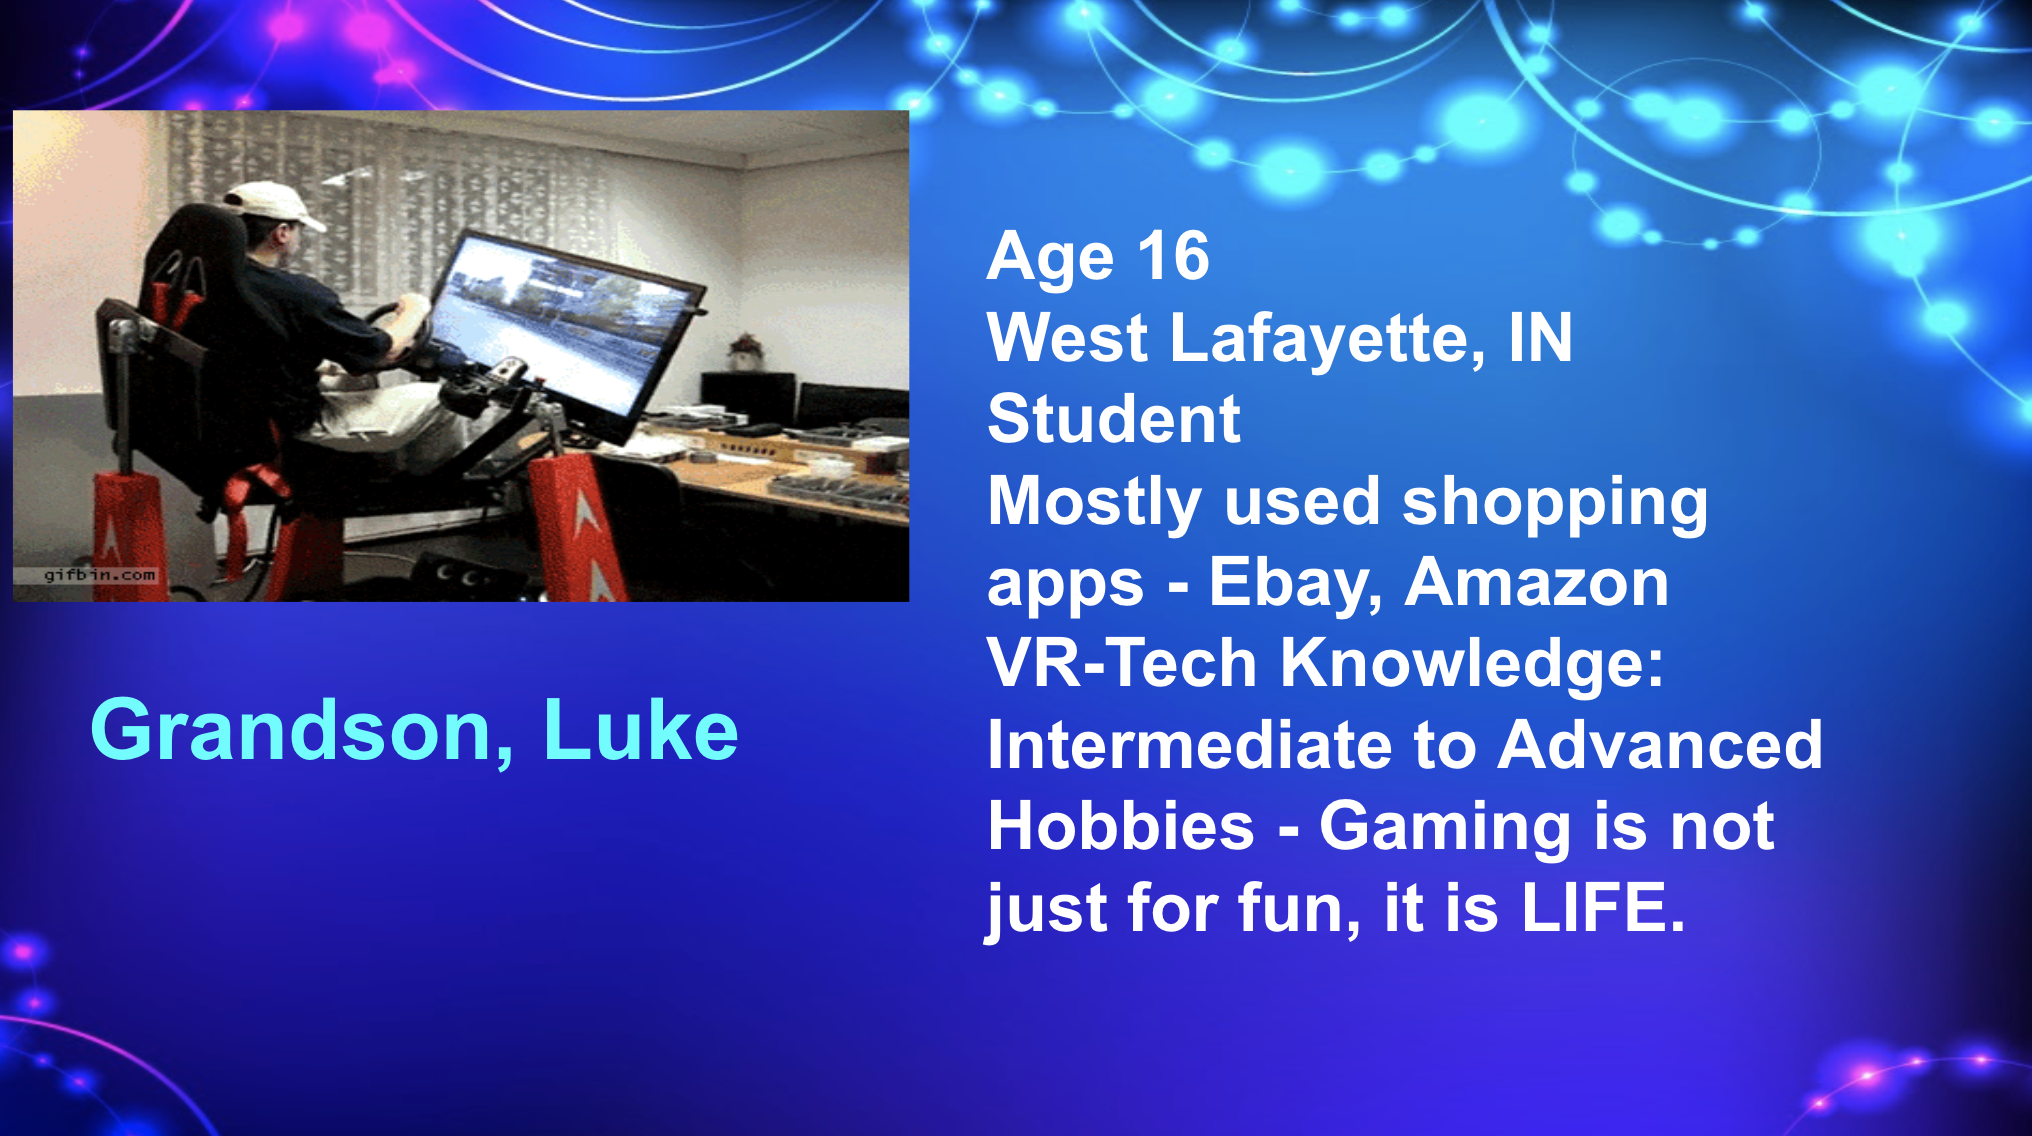 gifbin.com
Grandson, Luke
Age 16
West Lafayette, IN
Student
Mostly used shopping
apps - Ebay, Amazon
VR-Tech Knowledge:
Intermediate to Advanced
Hobbies - Gaming is not
just for fun, it is LIFE.